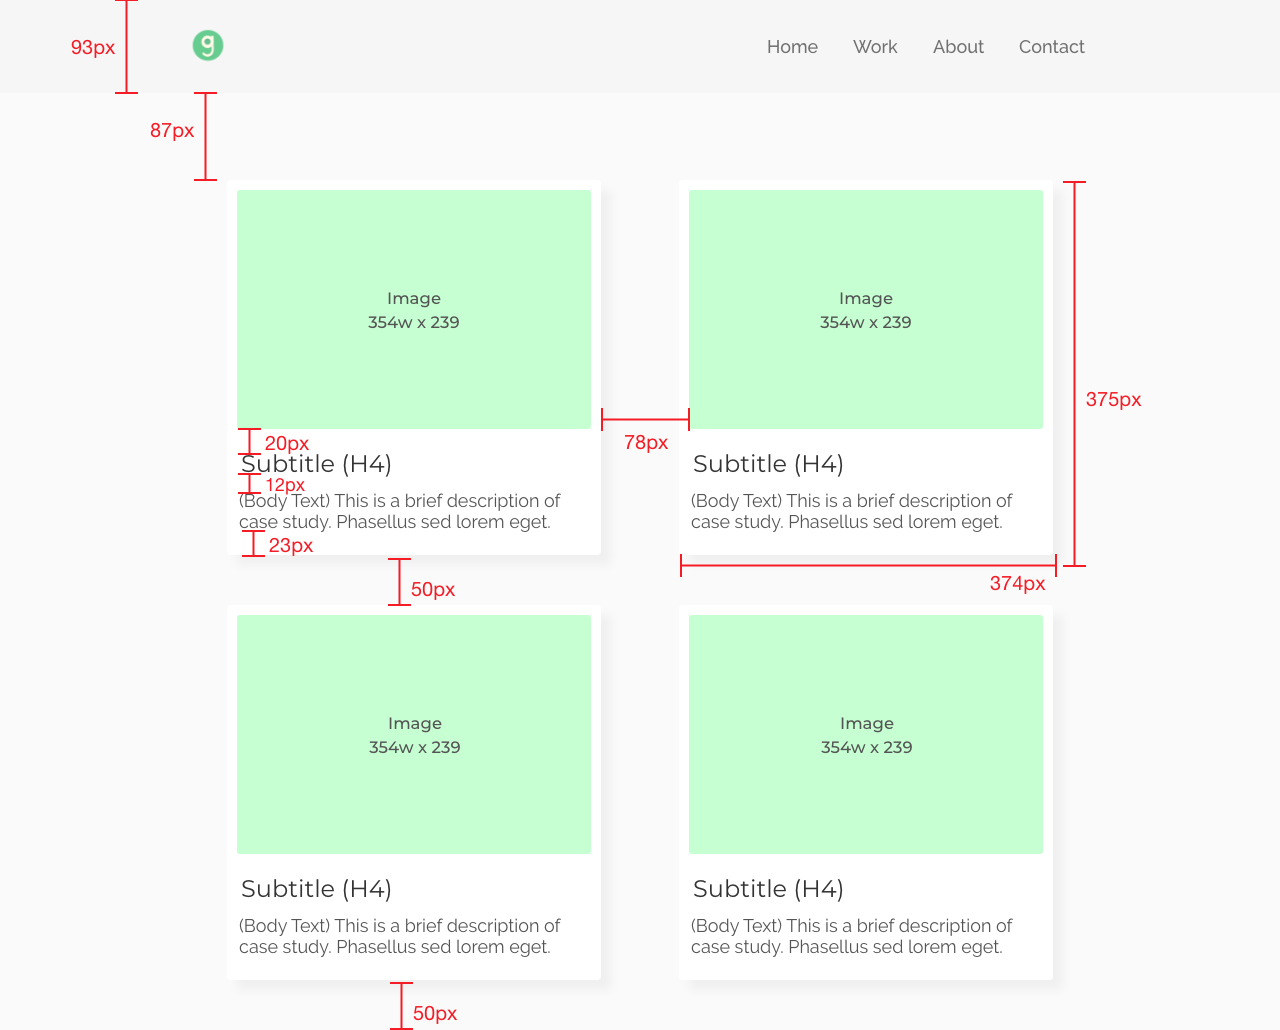 93px
g
Home Work About Contact
87px
Image
354w x 239
Image
354w x 239
375px
20px
78px
Subtitle (H4)
12px
(Body Text) This is a brief description of
case study. Phasellus sed lorem eget.
23px
Subtitle (H4)
(Body Text) This is a brief description of
case study. Phasellus sed lorem eget.
374px
50px
Image
354w x 239
Image
354w x 239
Subtitle (H4)
(Body Text) This is a brief description of
case study. Phasellus sed lorem eget.
Subtitle (H4)
(Body Text) This is a brief description of
case study. Phasellus sed lorem eget.
50px